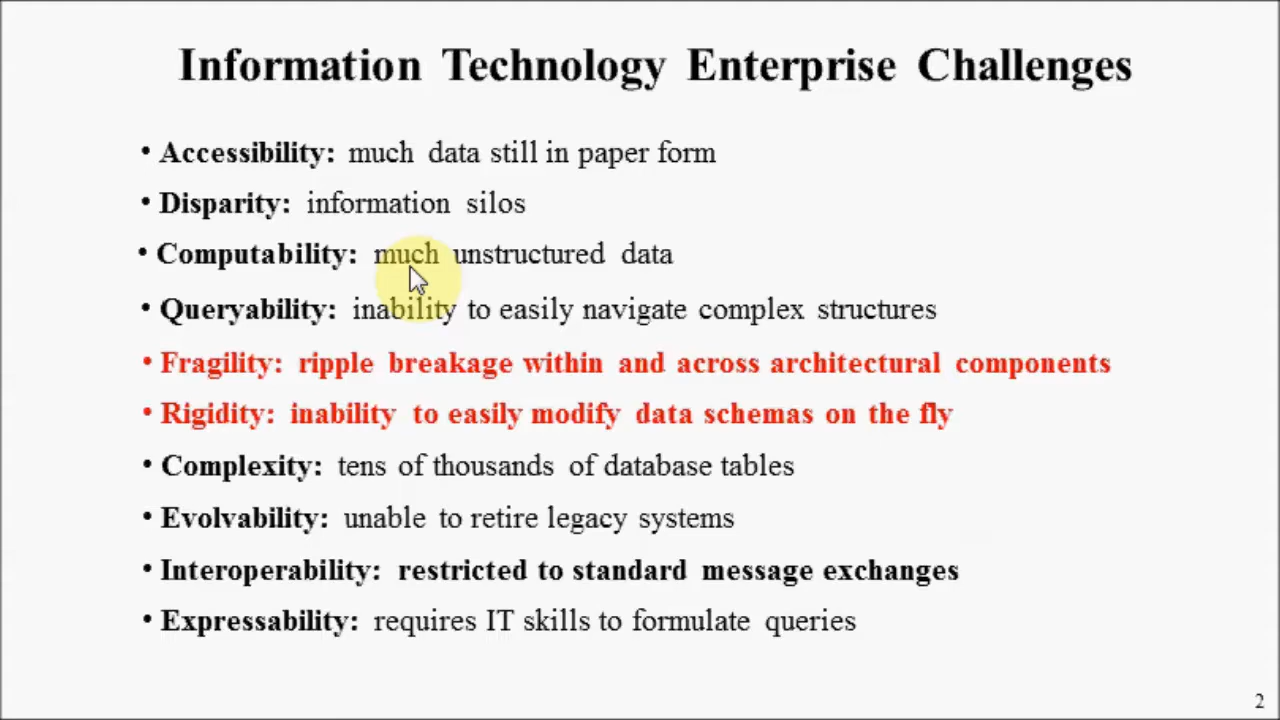 Information Technology Enterprise Challenges
• Accessibility: much data still in paper form
• Disparity: information silos
• Computability: much unstructured data
• Queryability: inability to easily navigate complex structures
• Fragility: ripple breakage within and across architectural components
• Rigidity: inability to easily modify data schemas on the fly
• Complexity: tens of thousands of database tables
• Evolvability: unable to retire legacy systems
• Interoperability: restricted to standard message exchanges
• Expressability: requires IT skills to formulate queries
2